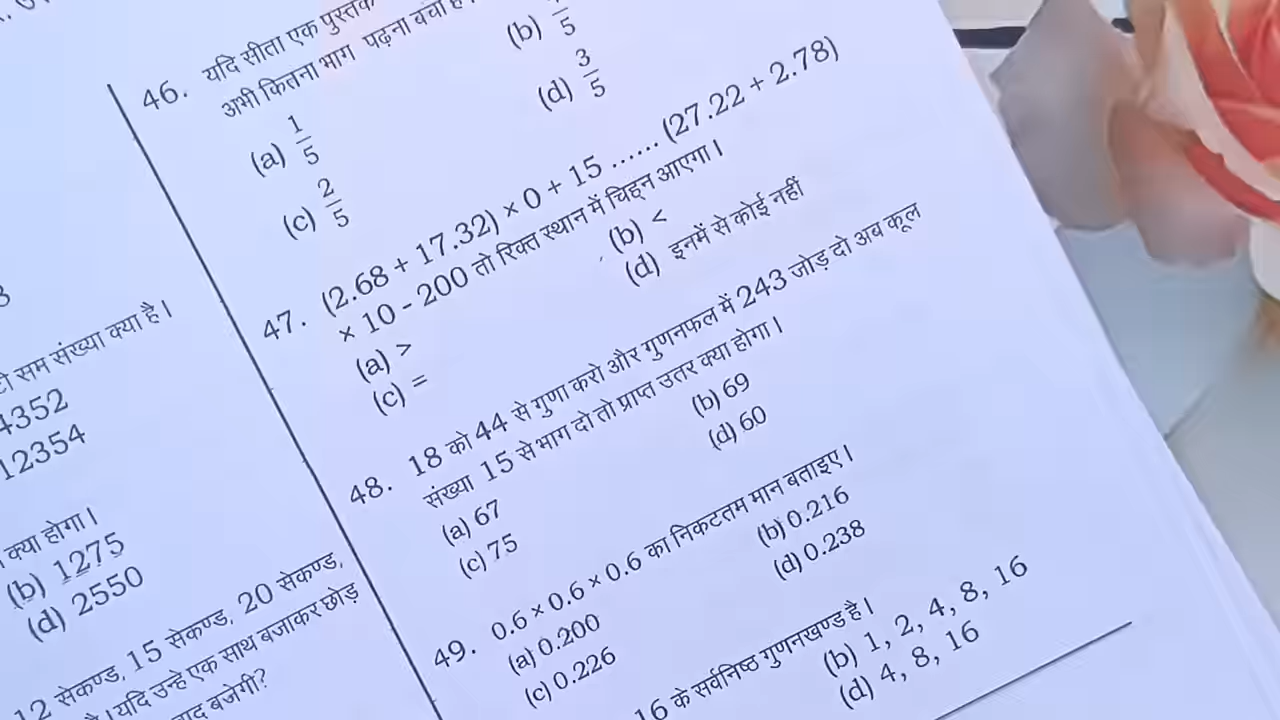 3
सम संख्या क्या है।
4352
12354
क्या होगा।
(b) 1275
(d) 2550
12 सेकण्ड, 15 सेकण्ड, 20 सेकण्ड,
है। यदि उन्हे एक साथ बजाकर छोड़
बाद बजेगी?
46. यदि सीता एक पुस्तक
अभी कितना भाग पढ़ना बचा है
(a) 1/5
(b) /5
(c) 2/5
(d) 3/5
47. (2.68 + 17.32) × 0 + 15 ...... (27.22 + 2.78)
× 10 - 200 तो रिक्त स्थान में चिह्न आएगा।
(a) >
(b) <
(c) =
(d) इनमें से कोई नहीं
48. 18 को 44 से गुणा करो और गुणनफल में 243 जोड़ दो अब कूल
संख्या 15 से भाग दो तो प्राप्त उतर क्या होगा।
(a) 67
(b) 69
(c) 75
(d) 60
49. 0.6 × 0.6 × 0.6 का निकटतम मान बताइए।
(a) 0.200
(b) 0.216
(c) 0.226
(d) 0.238
16 के सर्वनिष्ठ गुणनखण्ड है।
(b) 1, 2, 4, 8, 16
(d) 4, 8, 16